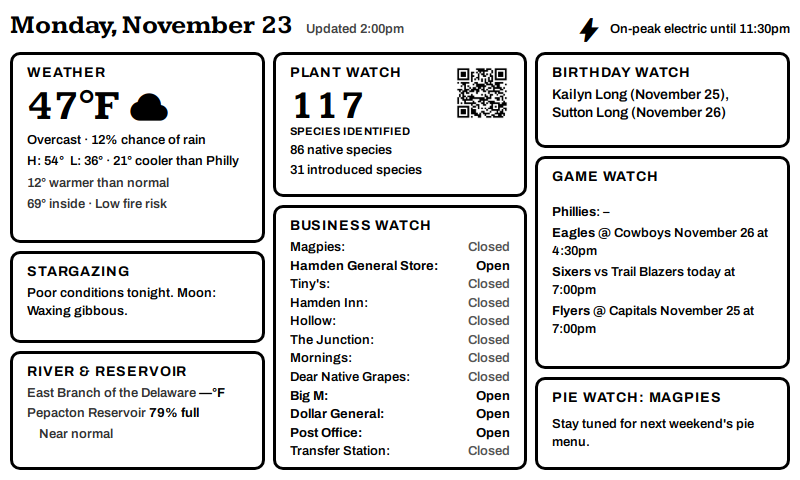 Monday, November 23
Updated 2:00pm
On-peak electric until 11:30pm
WEATHER
47°F
Overcast · 12% chance of rain
H: 54° L: 36° · 21° cooler than Philly
12° warmer than normal
69° inside · Low fire risk
STARGAZING
Poor conditions tonight. Moon:
Waxing gibbous.
RIVER & RESERVOIR
East Branch of the Delaware —°F
Pepacton Reservoir 79% full
Near normal
PLANT WATCH
117
SPECIES IDENTIFIED
86 native species
31 introduced species
BUSINESS WATCH
Magpies: Closed
Hamden General Store: Open
Tiny's: Closed
Hamden Inn: Closed
Hollow: Closed
The Junction: Closed
Mornings: Closed
Dear Native Grapes: Closed
Big M: Open
Dollar General: Open
Post Office: Open
Transfer Station: Closed
BIRTHDAY WATCH
Kailyn Long (November 25),
Sutton Long (November 26)
GAME WATCH
Phillies: –
Eagles @ Cowboys November 26 at
4:30pm
Sixers vs Trail Blazers today at
7:00pm
Flyers @ Capitals November 25 at
7:00pm
PIE WATCH: MAGPIES
Stay tuned for next weekend's pie
menu.